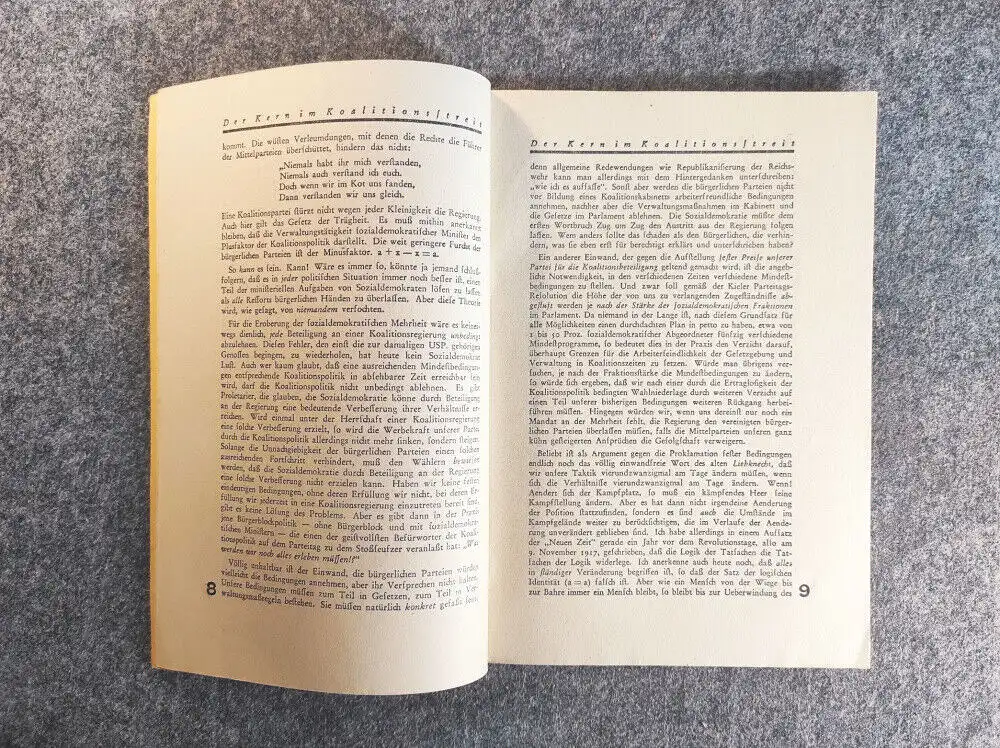 Der Kern im Koalitionsſtreit
kommt. Die wüſten Verleumdungen, mit denen die Rechte die Führer
der Mittelparteien überſchüttet, hindern das nicht:
„Niemals habt ihr mich verſtanden,
Niemals auch verſtand ich euch.
Doch wenn wir im Kot uns fanden,
Dann verſtanden wir uns gleich.
Eine Koalitionspartei ſtürzt nicht wegen jeder Kleinigkeit die Regierung.
Auch hier gilt das Geſetz der Trägheit. Es muß mithin anerkannt
bleiben, daß die Verwaltungstätigkeit ſozialdemokratiſcher Miniſter den
Plusfaktor der Koalitionspolitik darſtellt. Die weit geringere Furcht der
bürgerlichen Parteien iſt der Minusfaktor. a + x — x = a.
So kann es ſein. Kann! Wäre es immer ſo, könnte ja jemand ſchluß-
folgern, daß es in jeder politiſchen Situation immer noch beſſer iſt, einen
Teil der miniſteriellen Aufgaben von Sozialdemokraten löſen zu laſſen
als alle Reſſorts bürgerlichen Händen zu überlaſſen. Aber dieſe Theorie
wird, wie geſagt, von niemandem verfochten.
Für die Eroberung der ſozialdemokratiſchen Mehrheit wäre es keines-
wegs dienlich, jede Beteiligung an einer Koalitionsregierung unbedingt
abzulehnen. Dieſen Fehler, den einſt die zur damaligen USP. gehörigen
Genoſſen begingen, zu wiederholen, hat heute kein Sozialdemokrat
Luſt. Auch wer kaum glaubt, daß eine ausreichenden Mindeſtbedingun-
gen entſprechende Koalitionspolitik in abſehbarer Zeit erreichbar ſein
wird, darf die Koalitionspolitik nicht unbedingt ablehnen. Es gibt
Proletarier, die glauben, die Sozialdemokratie könne durch Beteiligung
an der Regierung eine bedeutende Verbeſſerung ihrer Verhältniſſe er-
reichen. Wird einmal unter der Herrſchaft einer Koalitionsregierung
eine ſolche Verbeſſerung erzielt, ſo wird die Werbekraft unſrer Partei
durch die Koalitionspolitik allerdings nicht mehr ſinken, ſondern ſteigen.
Solange die Unnachgiebigkeit der bürgerlichen Parteien einen ſolchen
ausreichenden Fortſchritt verhindert, muß den Wählern bewieſen
werden, daß die Sozialdemokratie durch Beteiligung an der Regierung
eine ſolche Verbeſſerung nicht erzielen kann. Haben wir keine feſten
eindeutigen Bedingungen, ohne deren Erfüllung wir nicht, bei deren Er-
füllung wir jederzeit in eine Koalitionsregierung einzutreten bereit ſind,
gibt es keine Löſung des Problems. Aber es gibt dann in der Praxis
jene Bürgerblockpolitik – ohne Bürgerblock und mit ſozialdemokra-
tiſchen Miniſtern – die einen der geiſtvollſten Befürworter der Koali-
tionspolitik auf dem Parteitag zu dem Stoßſeufzer veranlaßt hat: „Was
werden wir noch alles erleben müſſen!?"
Völlig unhaltbar iſt der Einwand, die bürgerlichen Parteien würden
vielleicht die Bedingungen annehmen, aber ihr Verſprechen nicht halten.
Unſere Bedingungen müſſen zum Teil in Geſetzen, zum Teil in Ver-
waltungsmaßregeln beſtehen. Sie müſſen natürlich konkret gefaßt ſein,
8
Der Kern im Koalitionsſtreit
denn allgemeine Redewendungen wie Republikaniſierung der Reichs-
wehr kann man allerdings mit dem Hintergedanken unterſchreiben:
„wie ich es auffaſſe". Sonſt aber werden die bürgerlichen Parteien nicht
vor Bildung eines Koalitionskabinetts arbeiterfreundliche Bedingungen
annehmen, nachher aber die Verwaltungsmaßnahmen im Kabinett und
die Geſetze im Parlament ablehnen. Die Sozialdemokratie müßte dem
erſten Wortbruch Zug um Zug den Austritt aus der Regierung folgen
laſſen. Wem anders ſollte das ſchaden als den Bürgerlichen, die verhin-
dern, was ſie eben erſt für berechtigt erklärt und unterſchrieben haben?
Ein anderer Einwand, der gegen die Aufſtellung feſter Preiſe unſerer
Partei für die Koalitionsbeteiligung geltend gemacht wird, iſt die angeb-
liche Notwendigkeit, in den verſchiedenen Zeiten verſchiedene Mindeſt-
bedingungen zu ſtellen. Und zwar ſoll gemäß der Kieler Parteitags-
Reſolution die Höhe der von uns zu verlangenden Zugeſtändniſſe ab-
geſtuft werden je nach der Stärke der Sozialdemokratiſchen Fraktionen
im Parlament. Da niemand in der Lange iſt, nach dieſem Grundſatz für
alle Möglichkeiten einen durchdachten Plan in petto zu haben, etwa von
1 bis 50 Proz. ſozialdemokratiſcher Abgeordneter fünfzig verſchiedene
Mindeſtprogramme, ſo bedeutet dies in der Praxis den Verzicht darauf,
überhaupt Grenzen für die Arbeiterfeindlichkeit der Geſetzgebung und
Verwaltung in Koalitionszeiten zu ſetzen. Würde man übrigens ver-
ſuchen, je nach der Fraktionsſtärke die Mindeſtbedingungen zu ändern,
ſo würde ſich ergeben, daß wir nach einer durch die Ertragloſigkeit der
Koalitionspolitik bedingten Wahlniederlage durch weiteren Verzicht auf
einen Teil unſerer bisherigen Bedingungen weiteren Rückgang herbei-
führen müſſen. Hingegen würden wir, wenn uns dereinſt nur noch ein
Mandat an der Mehrheit fehlt, die Regierung den vereinigten bürger-
lichen Parteien überlaſſen müſſen, falls die Mittelparteien unſeren ganz
kühn geſteigerten Anſprüchen die Gefolgſchaft verweigern.
Beliebt iſt als Argument gegen die Proklamation feſter Bedingungen
endlich noch das völlig einwandfreie Wort des alten Liebknecht, daß
wir unſere Taktik vierundzwanzigmal am Tage ändern müſſen, wenn
ſich die Verhältniſſe vierundzwanzigmal am Tage ändern. Wenn!
Aendert ſich der Kampfplatz, ſo muß ein kämpfendes Heer ſeine
Kampfſtellung ändern. Aber es hat dann nicht irgendeine Aenderung
der Poſition ſtattzufinden, ſondern es ſind auch die Umſtände im
Kampfgelände weiter zu berückſichtigen, die im Verlaufe der Aende-
rung unverändert geblieben ſind. Ich habe allerdings in einem Aufſatz
der „Neuen Zeit" gerade ein Jahr vor dem Revolutionstage, alſo am
9. November 1917, geſchrieben, daß die Logik der Tatſachen die Tat-
ſachen der Logik widerlege. Ich anerkenne auch heute noch, daß alles
in ſtändiger Veränderung begriffen iſt, ſo daß der Satz der logiſchen
Identität (a = a) falſch iſt. Aber wie ein Menſch von der Wiege bis
zur Bahre immer ein Menſch bleibt, ſo bleibt bis zur Ueberwindung des
9